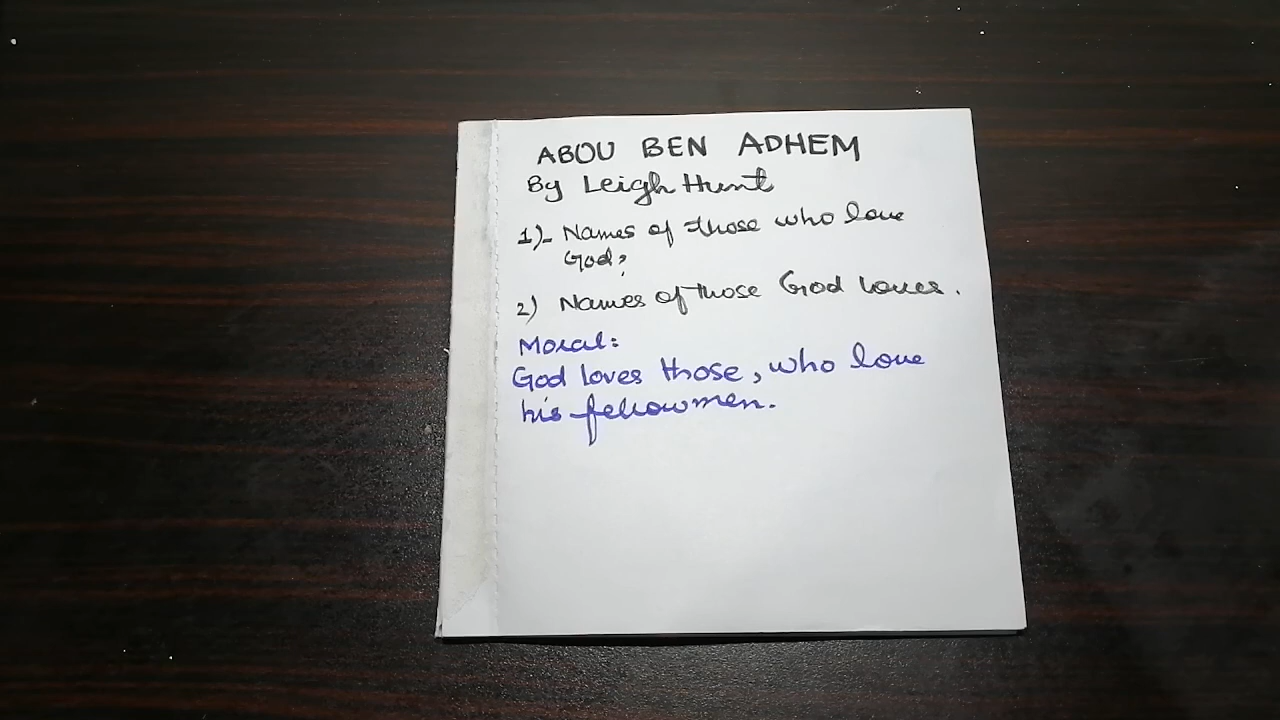 ABOU BEN ADHEM
By Leigh Hunt
1)- Names of those who love
God?
2) Names of those God loves.
Moral:
God loves those, who love
his fellowmen.